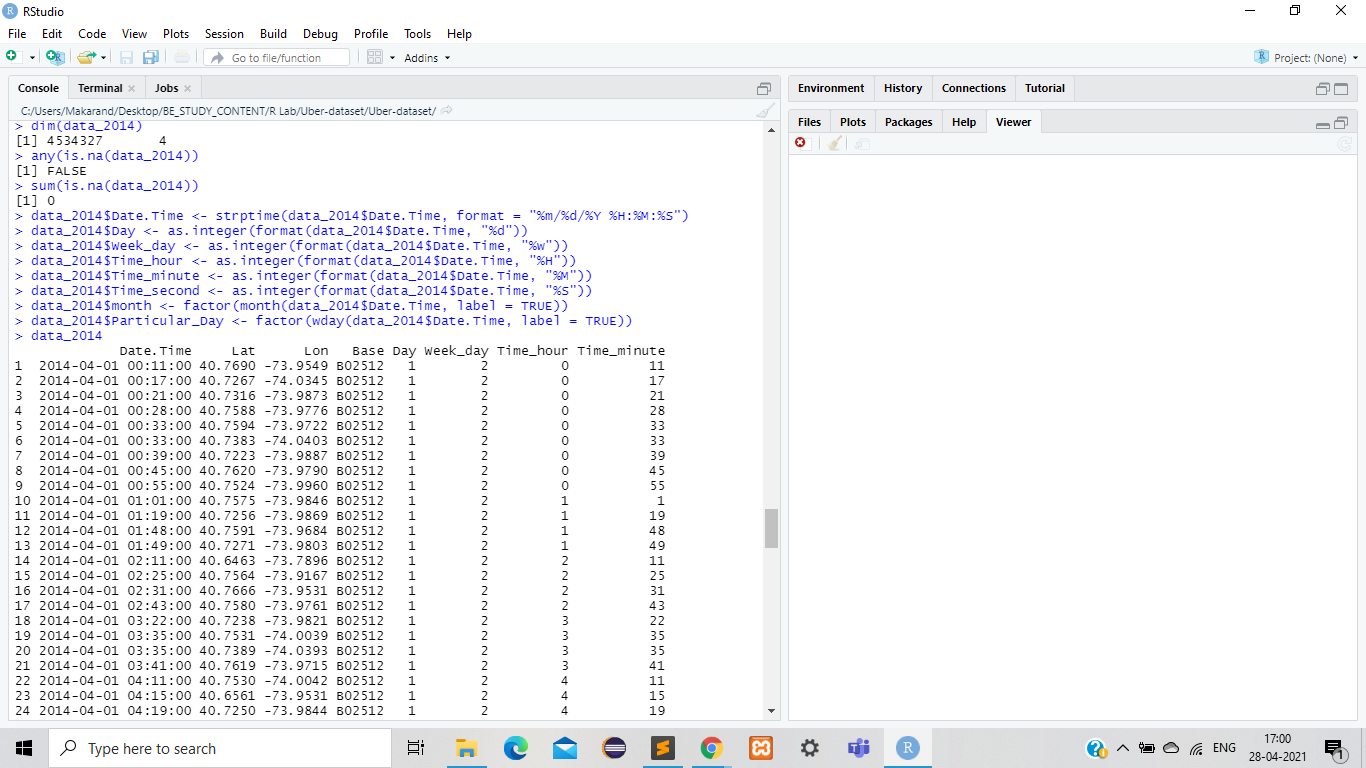 RStudio
File Edit Code View Plots Session Build Debug Profile Tools Help
Go to file/function Addins Project: (None)
Console Terminal Jobs
C:/Users/Makarand/Desktop/BE_STUDY_CONTENT/R Lab/Uber-dataset/Uber-dataset/
> dim(data_2014)
[1] 4534327 4
> any(is.na(data_2014))
[1] FALSE
> sum(is.na(data_2014))
[1] 0
> data_2014$Date.Time <- strptime(data_2014$Date.Time, format = "%m/%d/%Y %H:%M:%S")
> data_2014$Day <- as.integer(format(data_2014$Date.Time, "%d"))
> data_2014$Week_day <- as.integer(format(data_2014$Date.Time, "%w"))
> data_2014$Time_hour <- as.integer(format(data_2014$Date.Time, "%H"))
> data_2014$Time_minute <- as.integer(format(data_2014$Date.Time, "%M"))
> data_2014$Time_second <- as.integer(format(data_2014$Date.Time, "%S"))
> data_2014$month <- factor(month(data_2014$Date.Time, label = TRUE))
> data_2014$Particular_Day <- factor(wday(data_2014$Date.Time, label = TRUE))
> data_2014
Date.Time Lat Lon Base Day Week_day Time_hour Time_minute
1 2014-04-01 00:11:00 40.7690 -73.9549 B02512 1 2 0 11
2 2014-04-01 00:17:00 40.7267 -74.0345 B02512 1 2 0 17
3 2014-04-01 00:21:00 40.7316 -73.9873 B02512 1 2 0 21
4 2014-04-01 00:28:00 40.7588 -73.9776 B02512 1 2 0 28
5 2014-04-01 00:33:00 40.7594 -73.9722 B02512 1 2 0 33
6 2014-04-01 00:33:00 40.7383 -74.0403 B02512 1 2 0 33
7 2014-04-01 00:39:00 40.7223 -73.9887 B02512 1 2 0 39
8 2014-04-01 00:45:00 40.7620 -73.9790 B02512 1 2 0 45
9 2014-04-01 00:55:00 40.7524 -73.9960 B02512 1 2 0 55
10 2014-04-01 01:01:00 40.7575 -73.9846 B02512 1 2 1 1
11 2014-04-01 01:19:00 40.7256 -73.9869 B02512 1 2 1 19
12 2014-04-01 01:48:00 40.7591 -73.9684 B02512 1 2 1 48
13 2014-04-01 01:49:00 40.7271 -73.9803 B02512 1 2 1 49
14 2014-04-01 02:11:00 40.6463 -73.7896 B02512 1 2 2 11
15 2014-04-01 02:25:00 40.7564 -73.9167 B02512 1 2 2 25
16 2014-04-01 02:31:00 40.7666 -73.9531 B02512 1 2 2 31
17 2014-04-01 02:43:00 40.7580 -73.9761 B02512 1 2 2 43
18 2014-04-01 03:22:00 40.7238 -73.9821 B02512 1 2 3 22
19 2014-04-01 03:35:00 40.7531 -74.0039 B02512 1 2 3 35
20 2014-04-01 03:35:00 40.7389 -74.0393 B02512 1 2 3 35
21 2014-04-01 03:41:00 40.7619 -73.9715 B02512 1 2 3 41
22 2014-04-01 04:11:00 40.7530 -74.0042 B02512 1 2 4 11
23 2014-04-01 04:15:00 40.6561 -73.9531 B02512 1 2 4 15
24 2014-04-01 04:19:00 40.7250 -73.9844 B02512 1 2 4 19
Environment History Connections Tutorial
Files Plots Packages Help Viewer
Type here to search
ENG
17:00
28-04-2021
1